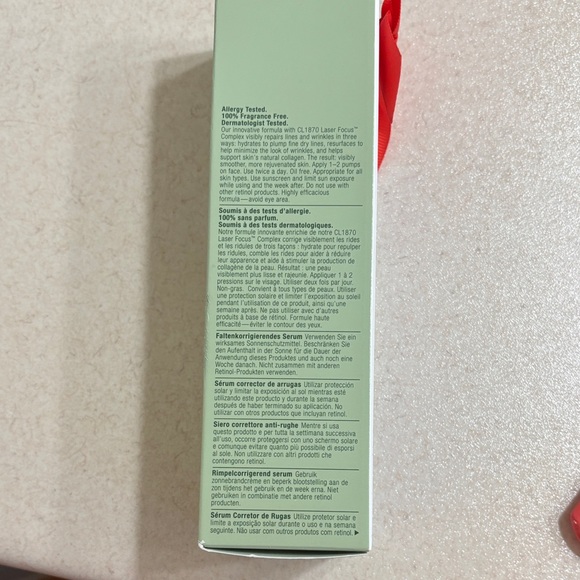 Allergy Tested.
100% Fragrance Free.
Dermatologist Tested.
Our innovative formula with CL1870 Laser Focus™
Complex visibly repairs lines and wrinkles in three
ways: hydrates to plump fine dry lines, resurfaces to
help minimize the look of wrinkles, and helps
support skin's natural collagen. The result: visibly
smoother, more rejuvenated skin. Apply 1–2 pumps
on face. Use twice a day. Oil free. Appropriate for all
skin types. Use sunscreen and limit sun exposure
while using and the week after. Do not use with
other retinol products. Highly efficacious
formula—avoid eye area.
Soumis à des tests d'allergie.
100% sans parfum.
Soumis à des tests dermatologiques.
Notre formule innovante enrichie de notre CL1870
Laser Focus™ Complex corrige visiblement les rides
et les ridules de trois façons : hydrate pour repulper
les ridules, comble les rides pour aider à réduire
leur apparence et aide à stimuler la production de
collagène de la peau. Résultat : une peau
visiblement plus lisse et rajeunie. Appliquer 1 à 2
pressions sur le visage. Utiliser deux fois par jour.
Non-gras. Convient à tous types de peaux. Utiliser
une protection solaire et limiter l'exposition au soleil
pendant l'utilisation de ce produit, ainsi qu'une
semaine après. Ne pas utiliser avec d'autres
produits à base de rétinol. Formule haute
efficacité—éviter le contour des yeux.
Faltenkorrigierendes Serum Verwenden Sie ein
wirksames Sonnenschutzmittel. Beschränken Sie
den Aufenthalt in der Sonne für die Dauer der
Anwendung dieses Produktes und auch noch eine
Woche danach. Nicht zusammen mit anderen
Retinol-Produkten verwenden.
Sérum corrector de arrugas Utilizar protección
solar y limitar la exposición al sol mientras esté
utilizando este producto y durante la semana
después de haber terminado su aplicación. No
utilizar con otros productos que incluyan retinol.
Siero correttore anti-rughe Mentre si usa
questo prodotto e per tutta la settimana successiva
all'uso, occorre proteggersi con uno schermo solare
e comunque evitare quanto più possibile di esporsi
al sole. Non utilizzare con altri prodotti che
contengono retinol.
Rimpelcorrigerend serum Gebruik
zonnebrandcrème en beperk blootstelling aan de
zon tijdens het gebruik en de week erna. Niet
gebruiken in combinatie met andere retinol
producten.
Sérum Corretor de Rugas Utilize protetor solar e
limite a exposição solar durante o uso e na semana
seguinte. Não usar com outros produtos com retinol. ▶